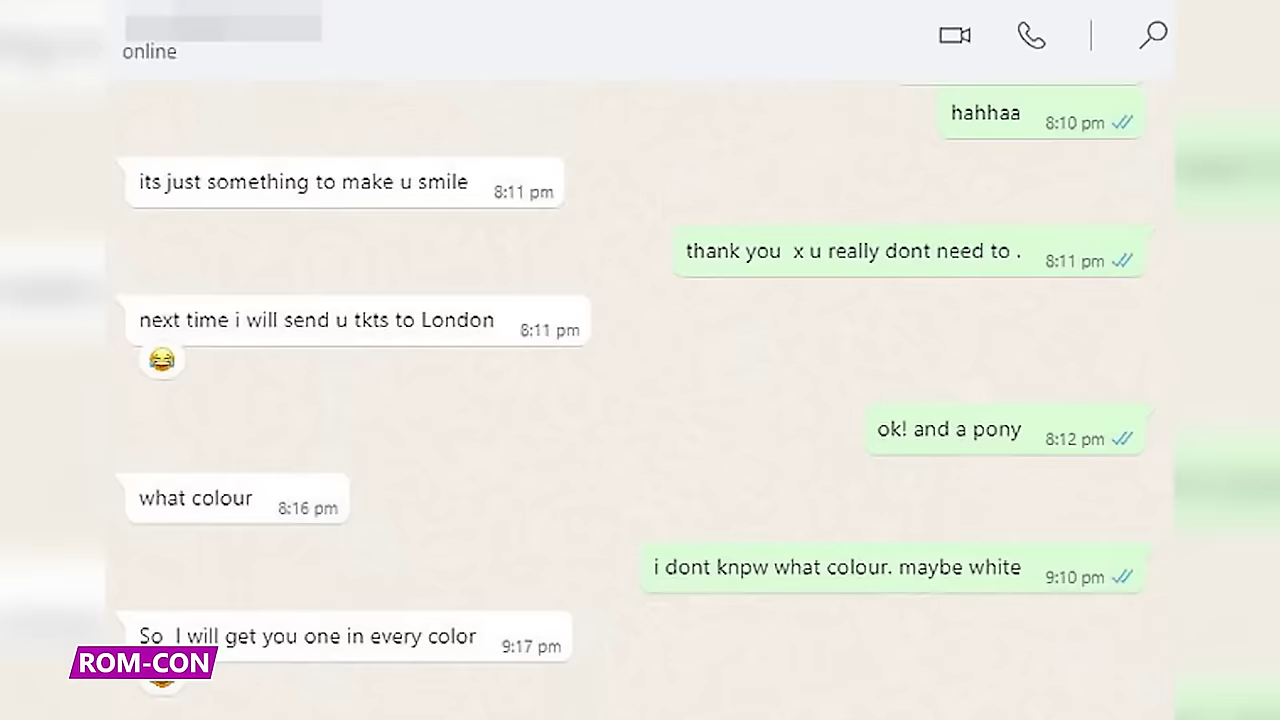 online
hahhaa 8:10 pm
its just something to make u smile 8:11 pm
thank you x u really dont need to . 8:11 pm
next time i will send u tkts to London 8:11 pm
ok! and a pony 8:12 pm
what colour 8:16 pm
i dont knpw what colour. maybe white 9:10 pm
So I will get you one in every color 9:17 pm
ROM-CON